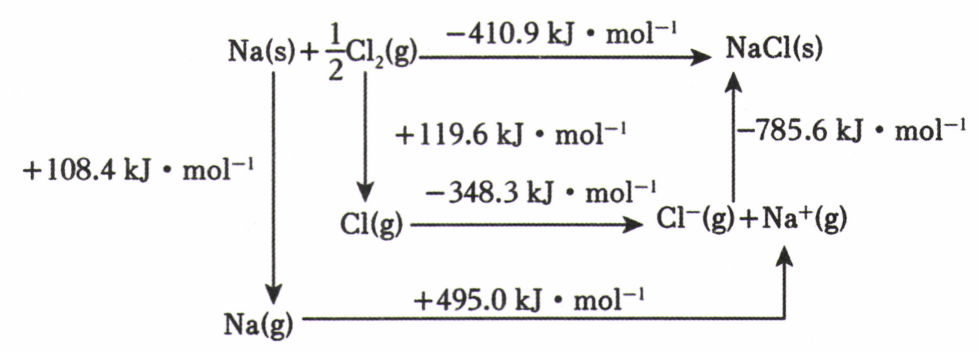 Na(s)+1/2Cl₂(g) −410.9 kJ • mol⁻¹ NaCl(s)
+119.6 kJ • mol⁻¹ −785.6 kJ • mol⁻¹
+108.4 kJ • mol⁻¹
−348.3 kJ • mol⁻¹
Cl(g) Cl⁻(g)+Na⁺(g)
+495.0 kJ • mol⁻¹
Na(g)